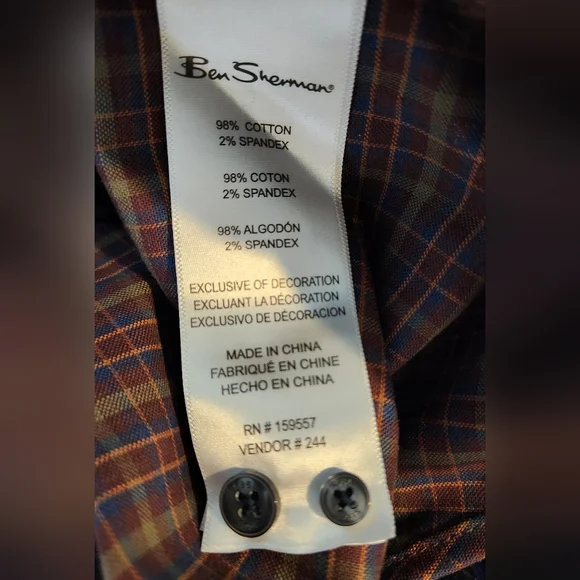 Ben Sherman®
98% COTTON
2% SPANDEX
98% COTON
2% SPANDEX
98% ALGODÓN
2% SPANDEX
EXCLUSIVE OF DECORATION
EXCLUANT LA DÉCORATION
EXCLUSIVO DE DÉCORACION
MADE IN CHINA
FABRIQUÉ EN CHINE
HECHO EN CHINA
RN # 159557
VENDOR # 244